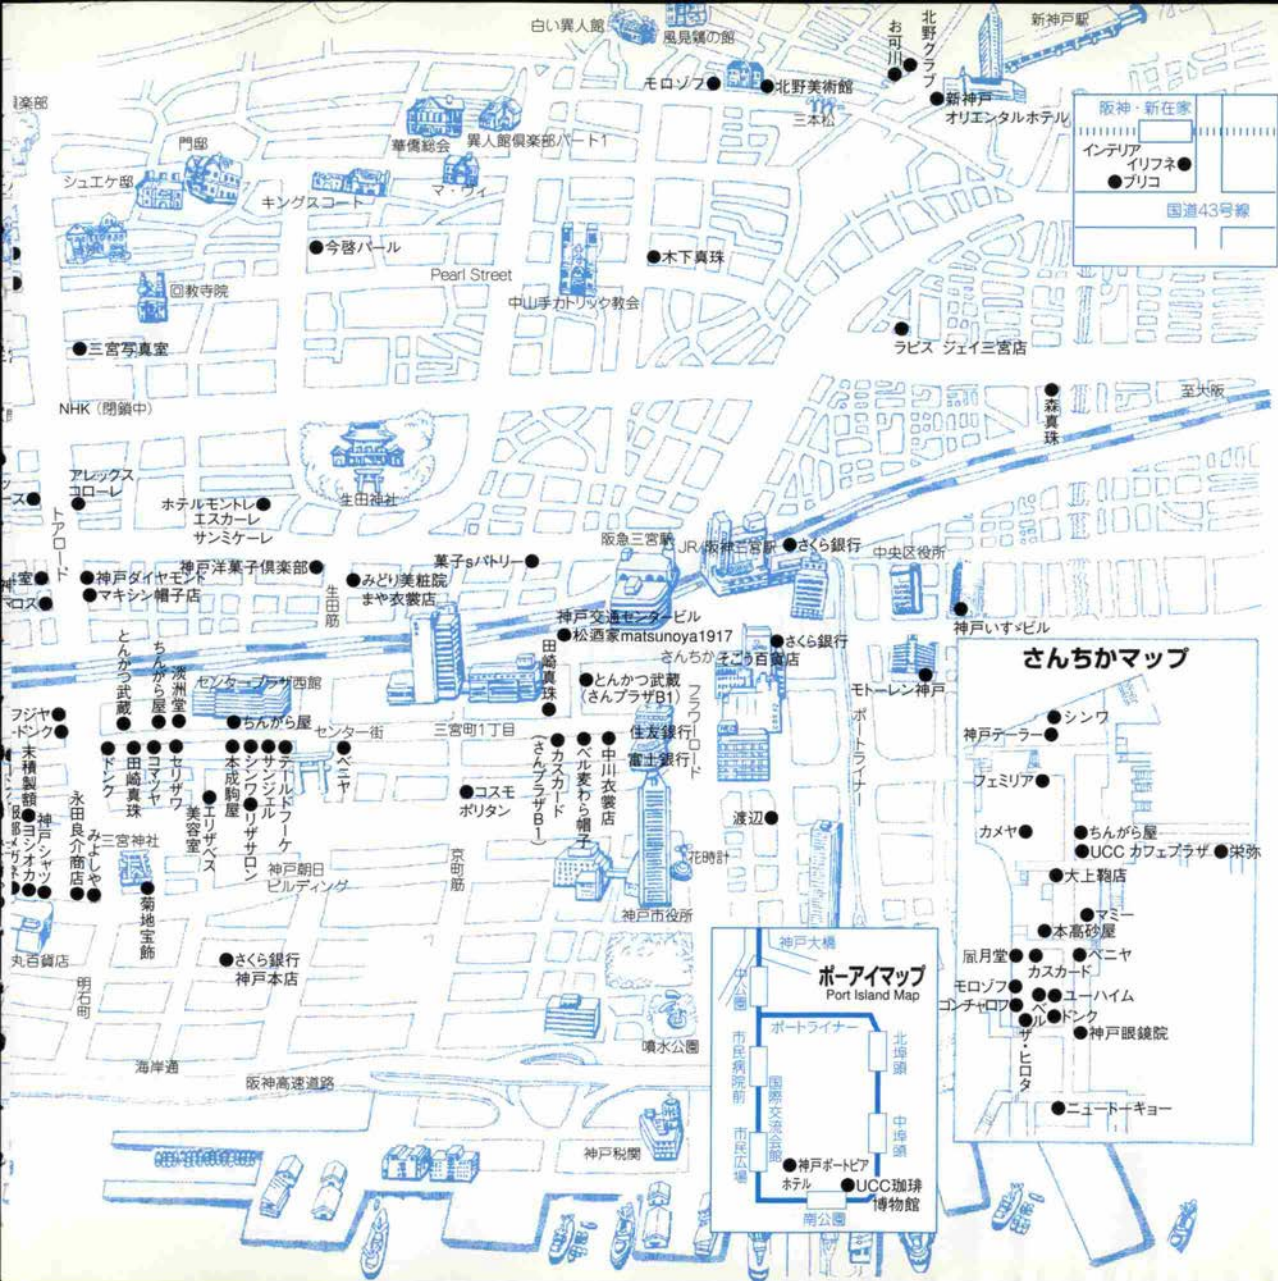 白い異人館
風見鶏の館
お可川
北野クラブ
新神戸駅
モロゾフ
北野美術館
三本松
新神戸
オリエンタルホテル
阪神・新在家
インテリア
イリフネ
ブリコ
国道43号線
倶楽部
門邸
華僑総会
異人館倶楽部パート1
シュエケ邸
キングスコート
マ・ヴィ
今啓パール
木下真珠
Pearl Street
回教寺院
中山手カトリック教会
三宮写真室
ラピス ジェイ三宮店
NHK（閉鎖中）
森真珠
至大阪
アレックス
コローレ
トアロード
ホテルモントレ
エスカーレ
サンミケーレ
生田神社
阪急三宮駅
JR/阪神三宮駅
さくら銀行
中央区役所
神戸洋菓子倶楽部
菓子sパトリー
神戸ダイヤモンド
マキシン帽子店
生田筋
みどり美粧院
まや衣裳店
神戸交通センタービル
松酒家matsunoya1917
さんちか
そごう百貨店
さくら銀行
神戸いすゞビル
モトーレン神戸
とんかつ武蔵
ちんがら屋
淡洲堂
センタープラザ西館
田崎真珠
とんかつ武蔵
（さんプラザB1）
フラワーロード
ポートライナー
フジヤ
ドンク
ちんがら屋
センター街
三宮町1丁目
住友銀行
富士銀行
ドンク
田崎真珠
コマツヤ
セリザワ
本成駒屋
シンワ
サンジェル
テールドフーケ
ベニヤ
カスカード
（さんプラザB1）
ベル麦わら帽子
中川衣裳店
コスモ
ポリタン
渡辺
末積製額
ヨシオカ
神戸シャツ
永田良介商店
みよしや
三宮神社
美容室
エリザベス
リザサロン
神戸朝日
ビルディング
京町筋
花時計
神戸市役所
菊地宝飾
丸百貨店
さくら銀行
神戸本店
明石町
噴水公園
海岸通
阪神高速道路
神戸税関
さんちかマップ
シンワ
神戸テーラー
フェミリア
カメヤ
ちんがら屋
UCC カフェプラザ
栄弥
大上鞄店
マミー
本高砂屋
風月堂
カスカード
ベニヤ
モロゾフ
ユーハイム
ゴンチャロフ
ベル
ドンク
ザ・ヒロタ
神戸眼鏡院
ニュートーキョー
神戸大橋
ポーアイマップ
Port Island Map
中公園
ポートライナー
市民病院前
北埠頭
国際交流会館
中埠頭
市民広場
神戸ポートピア
ホテル
UCC珈琲
博物館
南公園